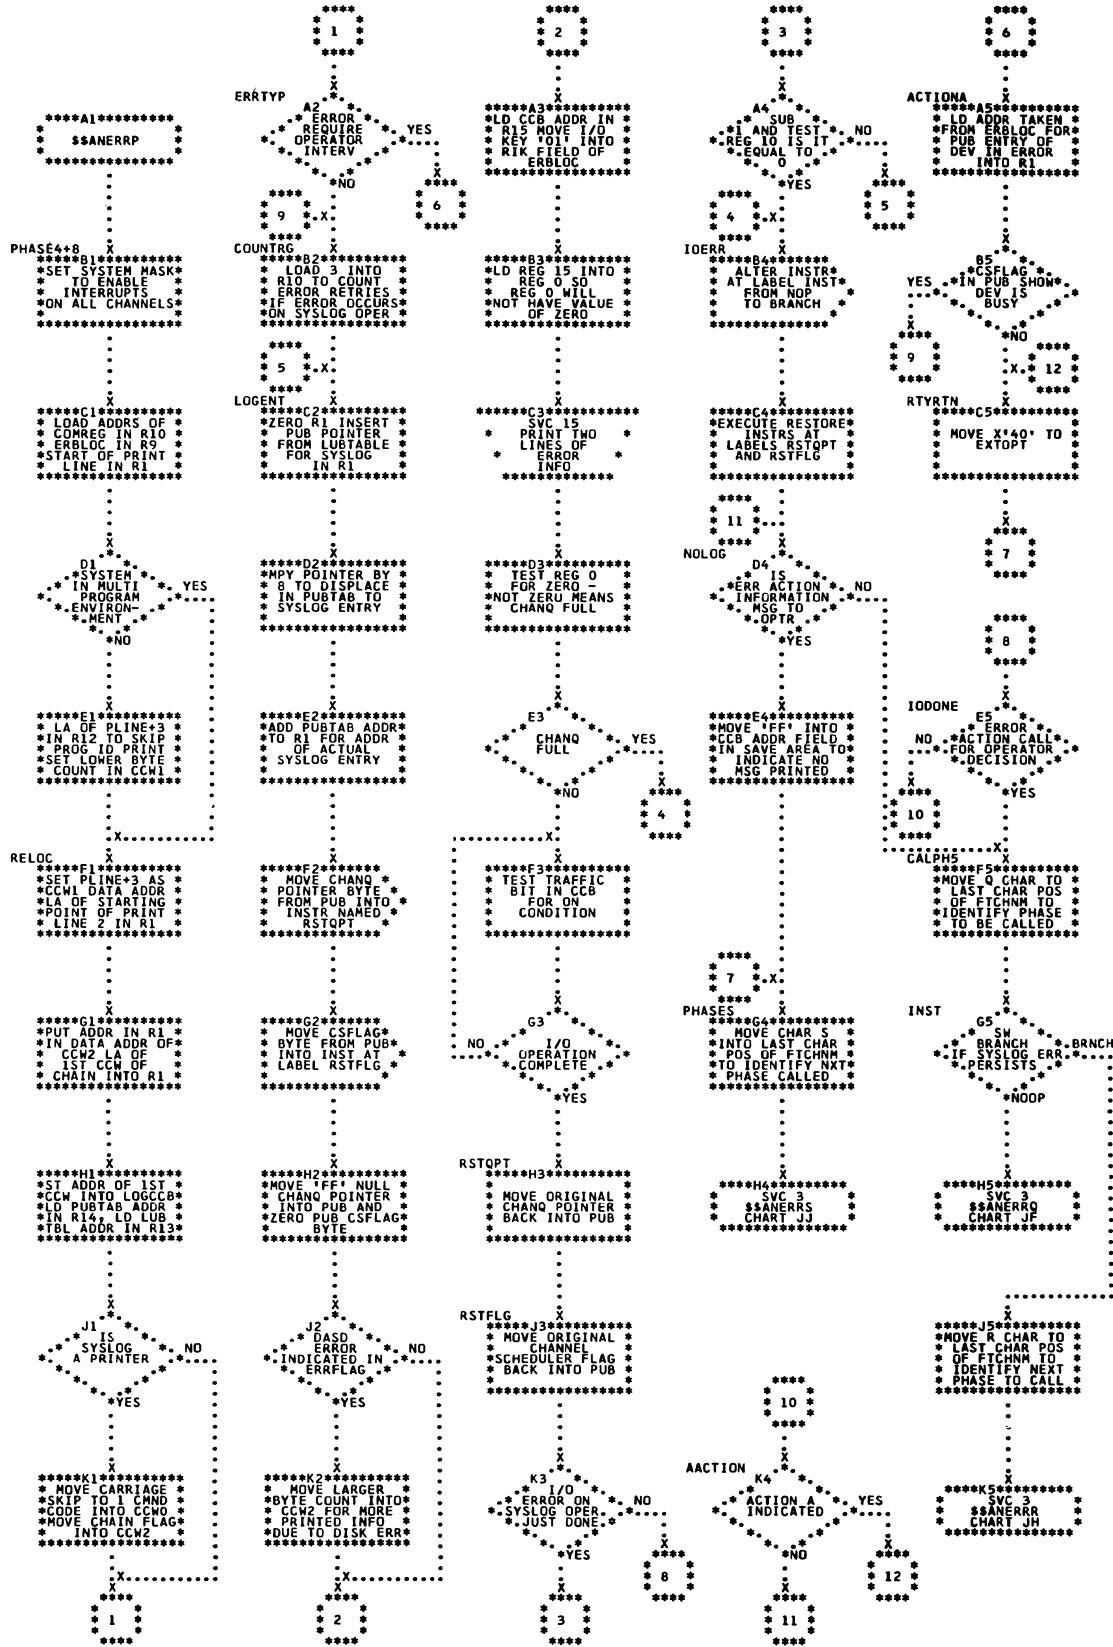 1
2
3
6
A1
$$ANERRP
PHASE4+8
B1
SET SYSTEM MASK
TO ENABLE
INTERRUPTS
ON ALL CHANNELS
C1
LOAD ADDRS OF
COMREG IN R10
ERBLOC IN R9
START OF PRINT
LINE IN R1
D1
SYSTEM
IN MULTI
PROGRAM
ENVIRON-
MENT
YES
NO
E1
LA OF PLINE+3
IN R12 TO SKIP
PROG ID PRINT
SET LOWER BYTE
COUNT IN CCW1
RELOC
F1
SET PLINE+3 AS
CCW1 DATA ADDR
LA OF STARTING
POINT OF PRINT
LINE 2 IN R1
G1
PUT ADDR IN R1
IN DATA ADDR OF
CCW2 LA OF
1ST CCW OF
CHAIN INTO R1
H1
ST ADDR OF 1ST
CCW INTO LOGCCB
LD PUBTAB ADDR
IN R14, LD LUB
TBL ADDR IN R13
J1
IS
SYSLOG
A PRINTER
NO
YES
K1
MOVE CARRIAGE
SKIP TO 1 CMND
CODE INTO CCW0
MOVE CHAIN FLAG
INTO CCW2
1
ERRTYP
A2
ERROR
REQUIRE
OPERATOR
INTERV
YES
NO
6
9
COUNTRG
B2
LOAD 3 INTO
R10 TO COUNT
ERROR RETRIES
IF ERROR OCCURS
ON SYSLOG OPER
5
LOGENT
C2
ZERO R1 INSERT
PUB POINTER
FROM LUBTABLE
FOR SYSLOG
IN R1
D2
MPY POINTER BY
8 TO DISPLACE
IN PUBTAB TO
SYSLOG ENTRY
E2
ADD PUBTAB ADDR
TO R1 FOR ADDR
OF ACTUAL
SYSLOG ENTRY
F2
MOVE CHANQ
POINTER BYTE
FROM PUB INTO
INSTR NAMED
RSTQPT
G2
MOVE CSFLAG
BYTE FROM PUB
INTO INST AT
LABEL RSTFLG
H2
MOVE 'FF' NULL
CHANQ POINTER
INTO PUB AND
ZERO PUB CSFLAG
BYTE
J2
DASD
ERROR
INDICATED IN
ERRFLAG
NO
YES
K2
MOVE LARGER
BYTE COUNT INTO
CCW2 FOR MORE
PRINTED INFO
DUE TO DISK ERR
2
A3
LD CCB ADDR IN
R15 MOVE I/O
KEY '01' INTO
RIK FIELD OF
ERBLOC
B3
LD REG 15 INTO
REG 0 SO
REG 0 WILL
NOT HAVE VALUE
OF ZERO
C3
SVC 15
PRINT TWO
LINES OF
ERROR
INFO
D3
TEST REG 0
FOR ZERO -
NOT ZERO MEANS
CHANQ FULL
E3
CHANQ
FULL
YES
NO
4
F3
TEST TRAFFIC
BIT IN CCB
FOR ON
CONDITION
G3
I/O
OPERATION
COMPLETE
NO
YES
RSTQPT
H3
MOVE ORIGINAL
CHANQ POINTER
BACK INTO PUB
RSTFLG
J3
MOVE ORIGINAL
CHANNEL
SCHEDULER FLAG
BACK INTO PUB
K3
I/O
ERROR ON
SYSLOG OPER
JUST DONE
NO
YES
8
3
A4
SUB
1 AND TEST
REG 10 IS IT
EQUAL TO
0
NO
YES
5
4
IOERR
B4
ALTER INSTR
AT LABEL INST
FROM NOP
TO BRANCH
C4
EXECUTE RESTORE
INSTRS AT
LABELS RSTQPT
AND RSTFLG
11
NOLOG
D4
IS
ERR ACTION
INFORMATION
MSG TO
OPTR
NO
YES
E4
MOVE 'FF' INTO
CCB ADDR FIELD
IN SAVE AREA TO
INDICATE NO
MSG PRINTED
7
PHASES
G4
MOVE CHAR S
INTO LAST CHAR
POS OF FTCHNM
TO IDENTIFY NXT
PHASE CALLED
H4
SVC 3
$$ANERRS
CHART JJ
10
AACTION
K4
ACTION A
INDICATED
YES
NO
12
11
ACTIONA
A5
LD ADDR TAKEN
FROM ERBLOC FOR
PUB ENTRY OF
DEV IN ERROR
INTO R1
B5
CSFLAG
IN PUB SHOW
DEV IS
BUSY
YES
NO
9
12
RTYRTN
C5
MOVE X'40' TO
EXTOPT
7
8
IODONE
E5
ERROR
ACTION CALL
FOR OPERATOR
DECISION
NO
YES
10
CALPH5
F5
MOVE Q CHAR TO
LAST CHAR POS
OF FTCHNM TO
IDENTIFY PHASE
TO BE CALLED
INST
G5
SW
BRANCH
IF SYSLOG ERR
PERSISTS
BRNCH
NOOP
H5
SVC 3
$$ANERRQ
CHART JF
J5
MOVE R CHAR TO
LAST CHAR POS
OF FTCHNM TO
IDENTIFY NEXT
PHASE TO CALL
K5
SVC 3
$$ANERRR
CHART JH